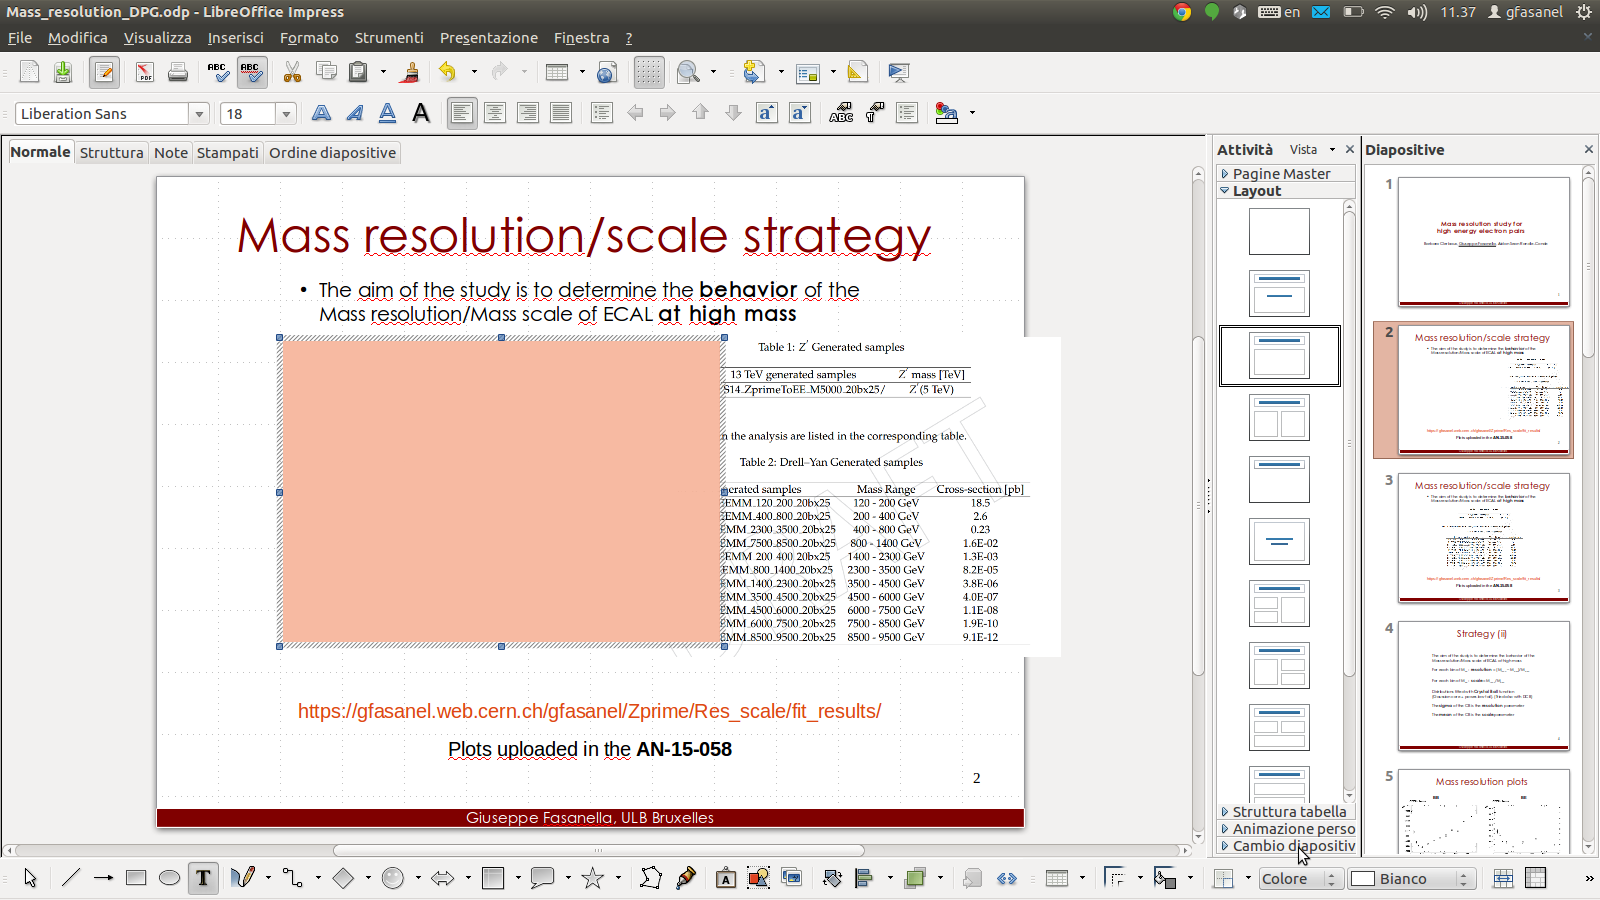 Mass_resolution_DPG.odp - LibreOffice Impress
en
11.37
gfasanel
File Modifica Visualizza Inserisci Formato Strumenti Presentazione Finestra ?
Liberation Sans
18
Normale Struttura Note Stampati Ordine diapositive
Mass resolution/scale strategy
• The aim of the study is to determine the behavior of the
Mass resolution/Mass scale of ECAL at high mass
Table 1: Z′ Generated samples
13 TeV generated samples Z′ mass [TeV]
S14_ZprimeToEE_M5000_20bx25/ Z′(5 TeV)
n the analysis are listed in the corresponding table.
Table 2: Drell–Yan Generated samples
erated samples Mass Range Cross-section [pb]
EMM_120_200_20bx25 120 - 200 GeV 18.5
EMM_400_800_20bx25 200 - 400 GeV 2.6
EMM_2300_3500_20bx25 400 - 800 GeV 0.23
EMM_7500_8500_20bx25 800 - 1400 GeV 1.6E-02
EMM_200_400_20bx25 1400 - 2300 GeV 1.3E-03
EMM_800_1400_20bx25 2300 - 3500 GeV 8.2E-05
EMM_1400_2300_20bx25 3500 - 4500 GeV 3.8E-06
EMM_3500_4500_20bx25 4500 - 6000 GeV 4.0E-07
EMM_4500_6000_20bx25 6000 - 7500 GeV 1.1E-08
EMM_6000_7500_20bx25 7500 - 8500 GeV 1.9E-10
EMM_8500_9500_20bx25 8500 - 9500 GeV 9.1E-12
https://gfasanel.web.cern.ch/gfasanel/Zprime/Res_scale/fit_results/
Plots uploaded in the AN-15-058
2
Giuseppe Fasanella, ULB Bruxelles
Attività Vista
Pagine Master
Layout
Struttura tabella
Animazione perso
Cambio diapositiv
Diapositive
1
Mass resolution study for
high energy electron pairs
2
Mass resolution/scale strategy
3
Mass resolution/scale strategy
4
Strategy (ii)
5
Mass resolution plots
Colore
Bianco